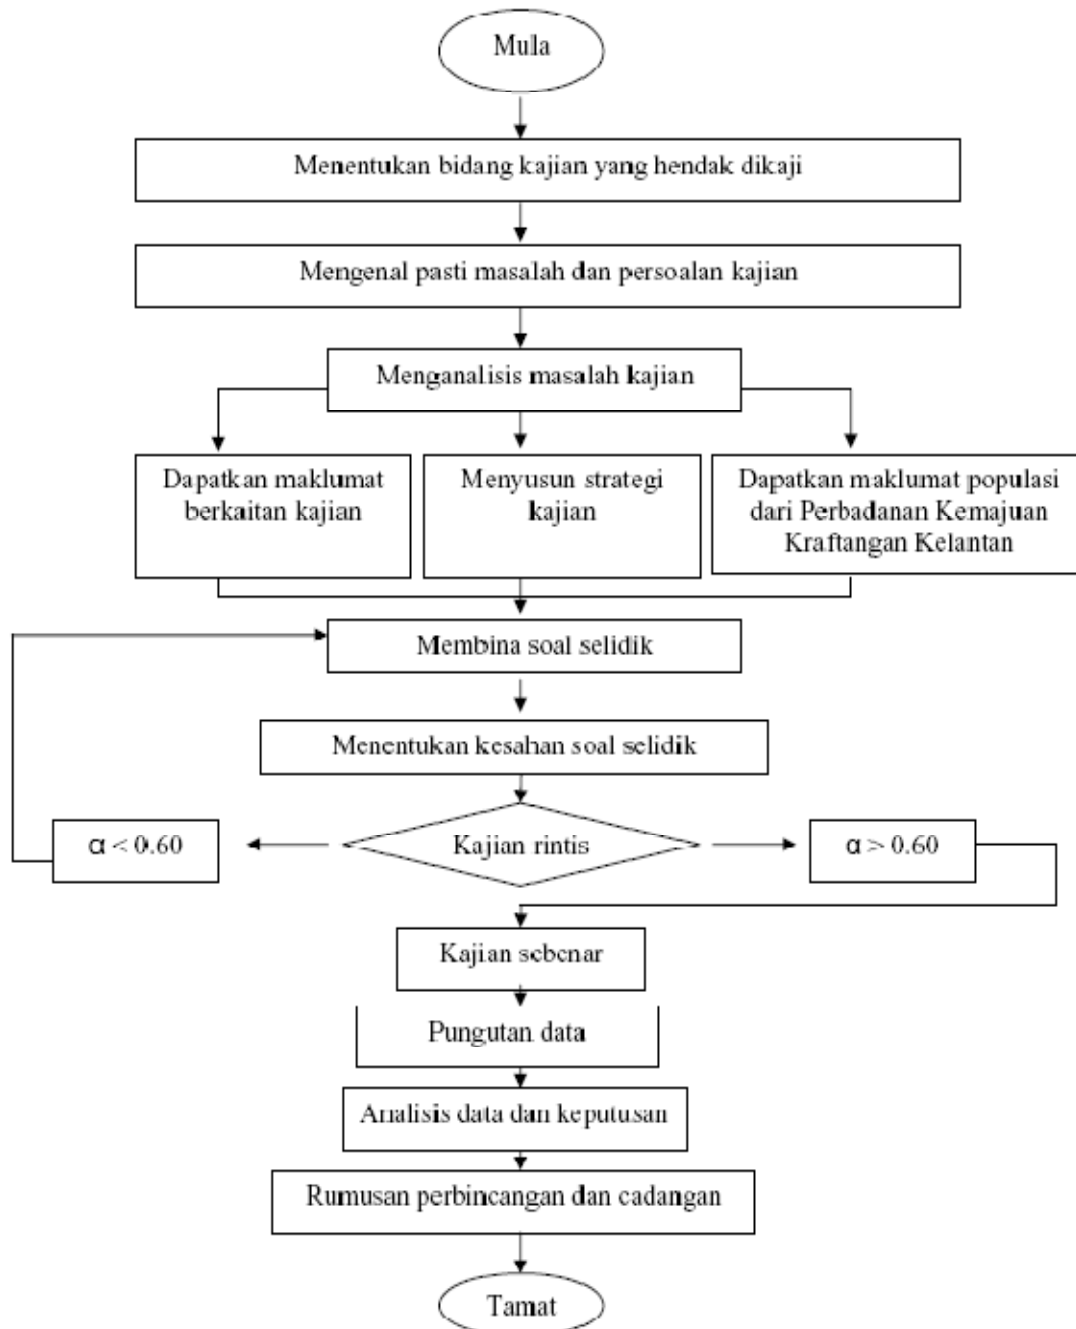 Mula
Menentukan bidang kajian yang hendak dikaji
Mengenal pasti masalah dan persoalan kajian
Menganalisis masalah kajian
Dapatkan maklumat
berkaitan kajian
Menyusun strategi
kajian
Dapatkan maklumat populasi
dari Perbadanan Kemajuan
Kraftangan Kelantan
Membina soal selidik
Menentukan kesahan soal selidik
α < 0.60
Kajian rintis
α > 0.60
Kajian sebenar
Pungutan data
Analisis data dan keputusan
Rumusan perbincangan dan cadangan
Tamat